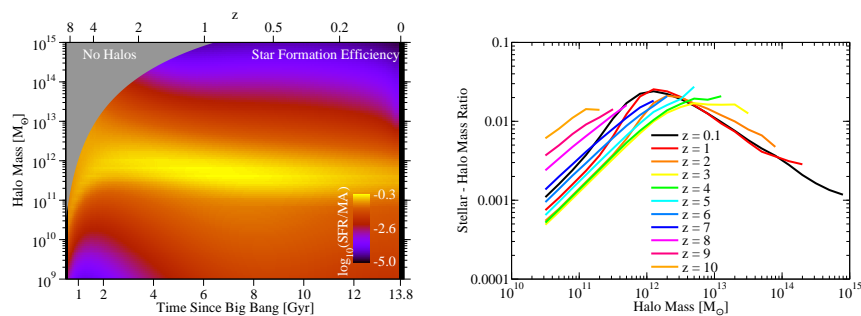 z
8 4 2 1 0.5 0.2 0
No Halos
Star Formation Efficiency
10^15
10^14
10^13
10^12
10^11
10^10
10^9
Halo Mass [M_⊙]
log_10(SFR/MA)
-0.3
-2.6
-5.0
1 2 4 6 8 10 12 13.8
Time Since Big Bang [Gyr]
0.1
0.01
0.001
0.0001
Stellar - Halo Mass Ratio
z = 0.1
z = 1
z = 2
z = 3
z = 4
z = 5
z = 6
z = 7
z = 8
z = 9
z = 10
10^10 10^11 10^12 10^13 10^14 10^15
Halo Mass [M_⊙]